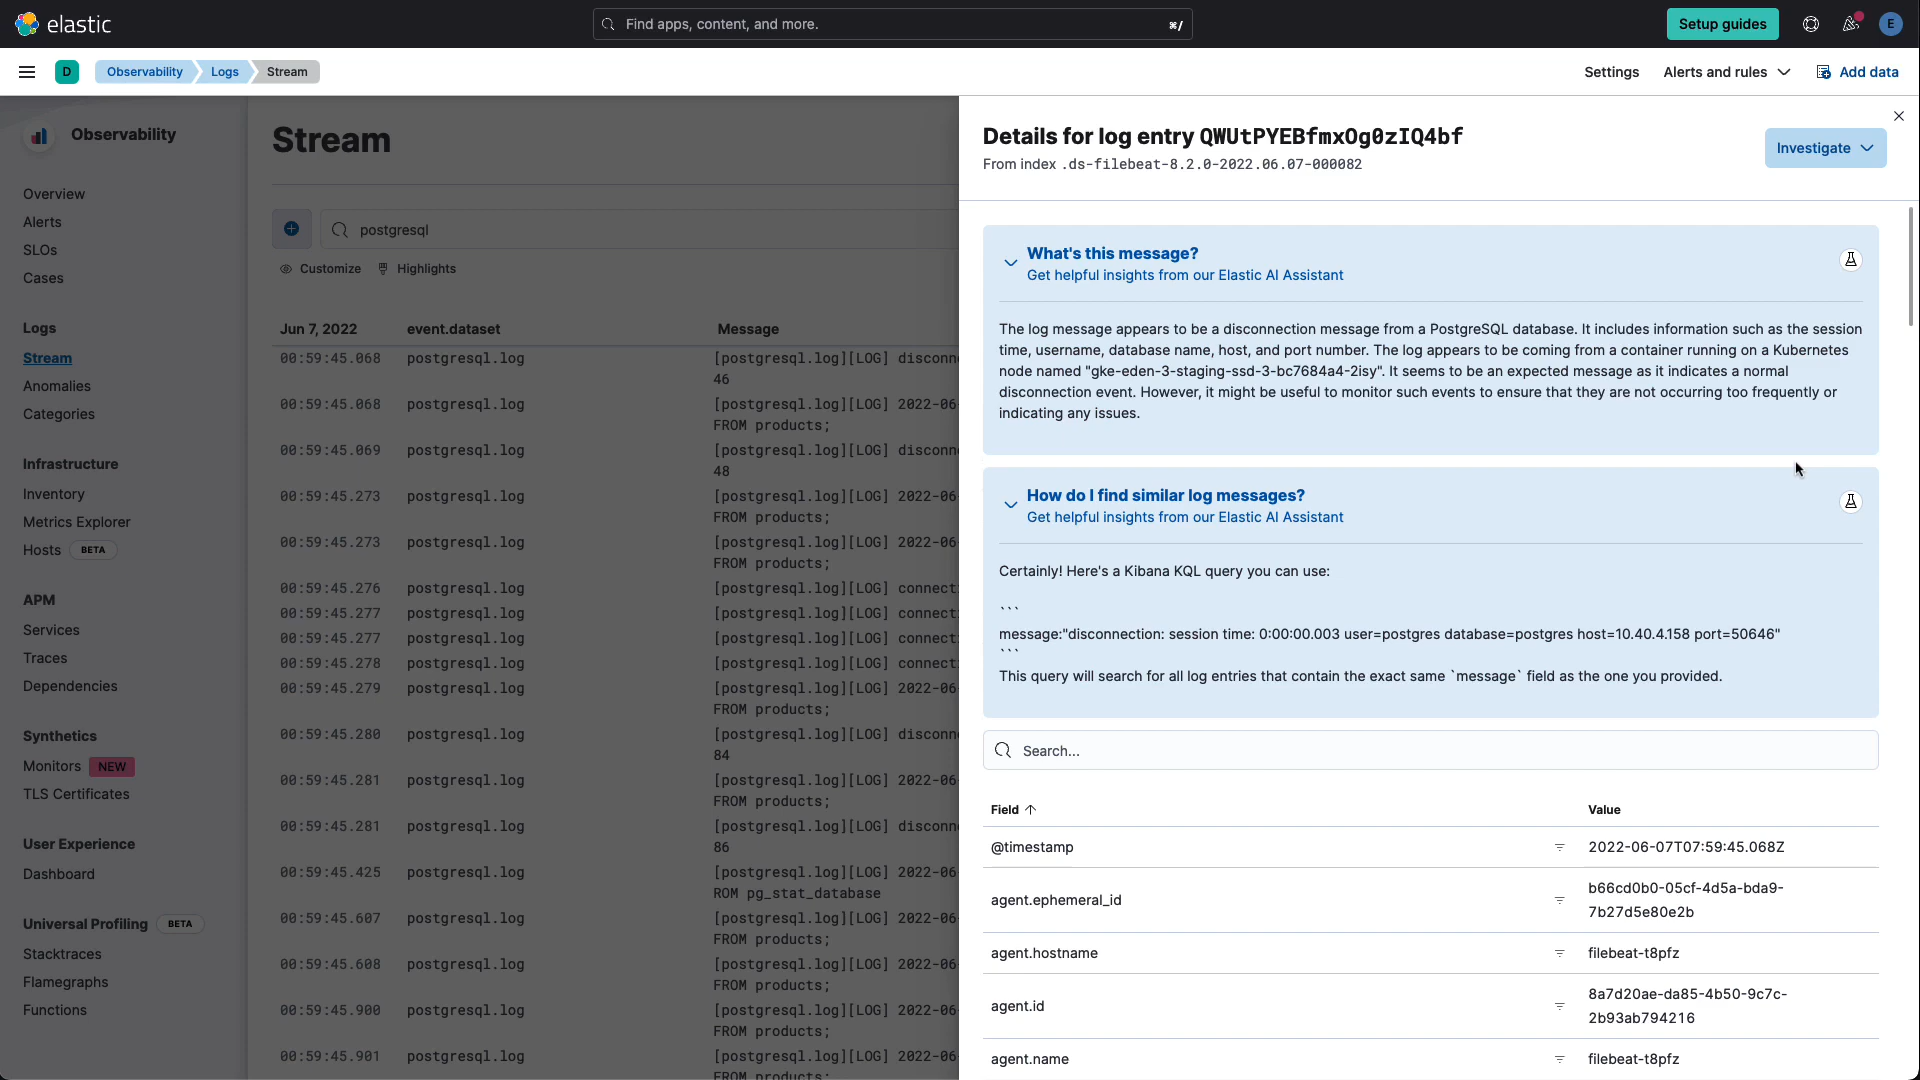 elastic
Find apps, content, and more.
⌘/
Setup guides
E
D
Observability
Logs
Stream
Settings
Alerts and rules
Add data
Observability
Overview
Alerts
SLOs
Cases
Logs
Stream
Anomalies
Categories
Infrastructure
Inventory
Metrics Explorer
Hosts BETA
APM
Services
Traces
Dependencies
Synthetics
Monitors NEW
TLS Certificates
User Experience
Dashboard
Universal Profiling BETA
Stacktraces
Flamegraphs
Functions
Stream
postgresql
Customize
Highlights
Jun 7, 2022 event.dataset Message
00:59:45.068 postgresql.log [postgresql.log][LOG] disconn
46
00:59:45.068 postgresql.log [postgresql.log][LOG] 2022-06
FROM products;
00:59:45.069 postgresql.log [postgresql.log][LOG] disconn
48
00:59:45.273 postgresql.log [postgresql.log][LOG] 2022-06
FROM products;
00:59:45.273 postgresql.log [postgresql.log][LOG] 2022-06
FROM products;
00:59:45.276 postgresql.log [postgresql.log][LOG] connecti
00:59:45.277 postgresql.log [postgresql.log][LOG] connecti
00:59:45.277 postgresql.log [postgresql.log][LOG] connecti
00:59:45.278 postgresql.log [postgresql.log][LOG] connecti
00:59:45.279 postgresql.log [postgresql.log][LOG] 2022-06
FROM products;
00:59:45.280 postgresql.log [postgresql.log][LOG] disconn
84
00:59:45.281 postgresql.log [postgresql.log][LOG] 2022-06
FROM products;
00:59:45.281 postgresql.log [postgresql.log][LOG] disconn
86
00:59:45.425 postgresql.log [postgresql.log][LOG] 2022-06
ROM pg_stat_database
00:59:45.607 postgresql.log [postgresql.log][LOG] 2022-06
FROM products;
00:59:45.608 postgresql.log [postgresql.log][LOG] 2022-06
FROM products;
00:59:45.900 postgresql.log [postgresql.log][LOG] 2022-06
FROM products;
00:59:45.901 postgresql.log [postgresql.log][LOG] 2022-06
FROM products;
Details for log entry QWUtPYEBfmxOg0zIQ4bf
From index .ds-filebeat-8.2.0-2022.06.07-000082
Investigate
What's this message?
Get helpful insights from our Elastic AI Assistant
The log message appears to be a disconnection message from a PostgreSQL database. It includes information such as the session
time, username, database name, host, and port number. The log appears to be coming from a container running on a Kubernetes
node named "gke-eden-3-staging-ssd-3-bc7684a4-2isy". It seems to be an expected message as it indicates a normal
disconnection event. However, it might be useful to monitor such events to ensure that they are not occurring too frequently or
indicating any issues.
How do I find similar log messages?
Get helpful insights from our Elastic AI Assistant
Certainly! Here's a Kibana KQL query you can use:
```
message:"disconnection: session time: 0:00:00.003 user=postgres database=postgres host=10.40.4.158 port=50646"
```
This query will search for all log entries that contain the exact same `message` field as the one you provided.
Search...
Field Value
@timestamp 2022-06-07T07:59:45.068Z
agent.ephemeral_id b66cd0b0-05cf-4d5a-bda9-
7b27d5e80e2b
agent.hostname filebeat-t8pfz
agent.id 8a7d20ae-da85-4b50-9c7c-
2b93ab794216
agent.name filebeat-t8pfz